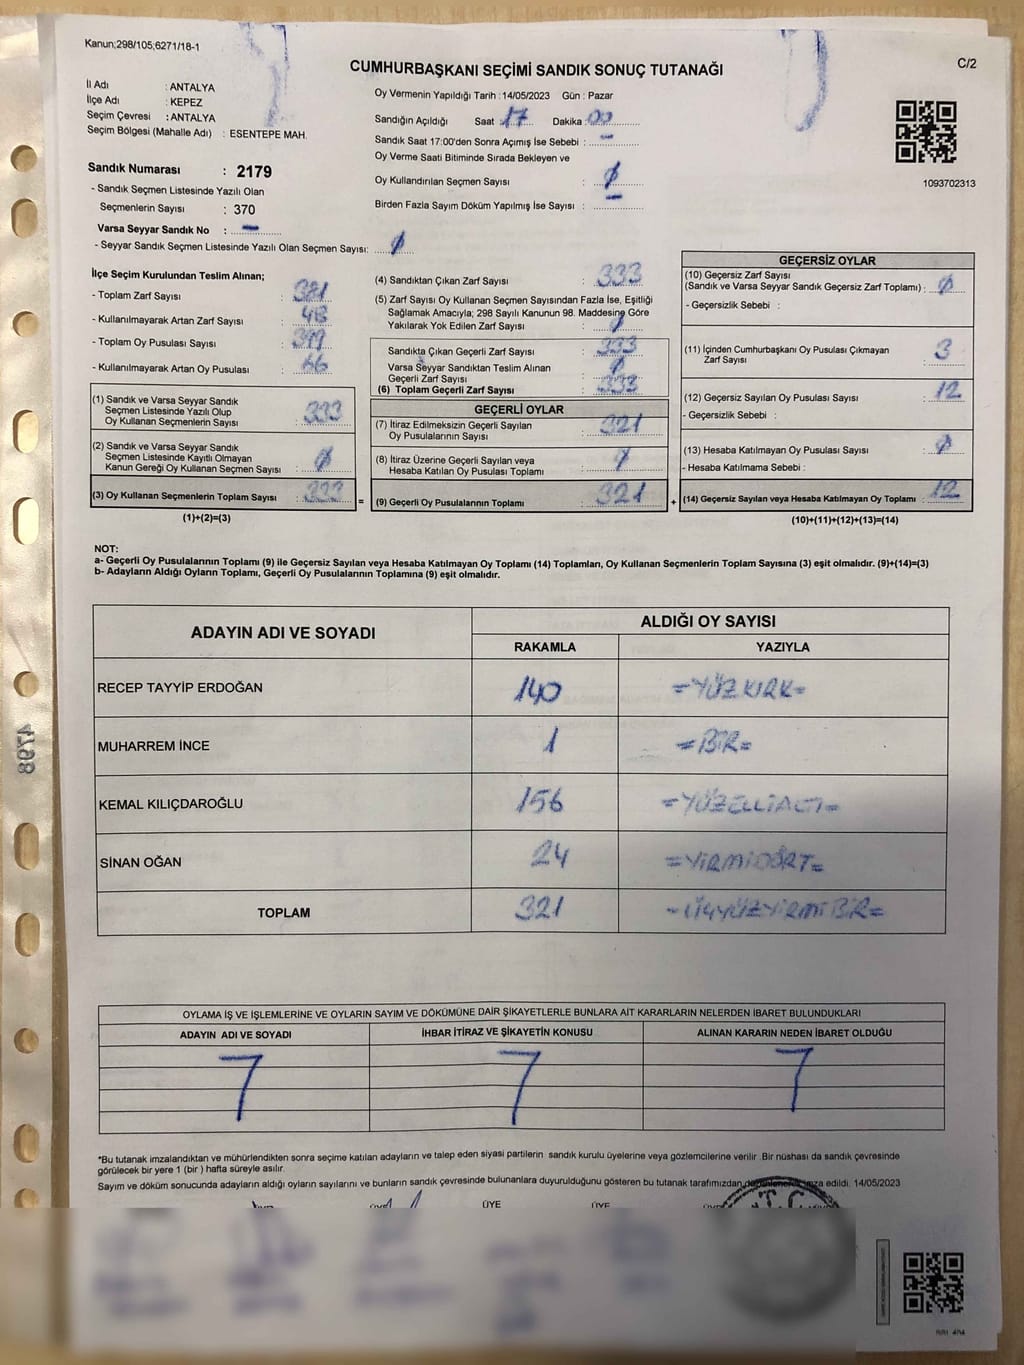 Kanun;298/105;6271/18-1
C/2
CUMHURBAŞKANI SEÇİMİ SANDIK SONUÇ TUTANAĞI
İl Adı : ANTALYA
İlçe Adı : KEPEZ
Seçim Çevresi : ANTALYA
Seçim Bölgesi (Mahalle Adı) : ESENTEPE MAH.
Sandık Numarası : 2179
- Sandık Seçmen Listesinde Yazılı Olan
Seçmenlerin Sayısı : 370
Varsa Seyyar Sandık No : -
- Seyyar Sandık Seçmen Listesinde Yazılı Olan Seçmen Sayısı: 0
Oy Vermenin Yapıldığı Tarih :14/05/2023 Gün : Pazar
Sandığın Açıldığı Saat 17 Dakika 00
Sandık Saat 17:00'den Sonra Açımış İse Sebebi : -
Oy Verme Saati Bitiminde Sırada Bekleyen ve
Oy Kullandırılan Seçmen Sayısı : 0
Birden Fazla Sayım Döküm Yapılmış İse Sayısı : -
1093702313
İlçe Seçim Kurulundan Teslim Alınan;
- Toplam Zarf Sayısı : 381
- Kullanılmayarak Artan Zarf Sayısı : 48
- Toplam Oy Pusulası Sayısı : 399
- Kullanılmayarak Artan Oy Pusulası : 66
(1) Sandık ve Varsa Seyyar Sandık
Seçmen Listesinde Yazılı Olup
Oy Kullanan Seçmenlerin Sayısı : 333
(2) Sandık ve Varsa Seyyar Sandık
Seçmen Listesinde Kayıtlı Olmayan
Kanun Gereği Oy Kullanan Seçmen Sayısı : 0
(3) Oy Kullanan Seçmenlerin Toplam Sayısı : 333
(1)+(2)=(3)
=
(4) Sandıktan Çıkan Zarf Sayısı : 333
(5) Zarf Sayısı Oy Kullanan Seçmen Sayısından Fazla İse, Eşitliği
Sağlamak Amacıyla; 298 Sayılı Kanunun 98. Maddesine Göre
Yakılarak Yok Edilen Zarf Sayısı : 0
Sandıkta Çıkan Geçerli Zarf Sayısı : 333
Varsa Seyyar Sandıktan Teslim Alınan
Geçerli Zarf Sayısı : 0
(6) Toplam Geçerli Zarf Sayısı : 333
GEÇERLİ OYLAR
(7) İtiraz Edilmeksizin Geçerli Sayılan
Oy Pusulalarının Sayısı : 321
(8) İtiraz Üzerine Geçerli Sayılan veya
Hesaba Katılan Oy Pusulası Toplamı : 0
(9) Geçerli Oy Pusulalarının Toplamı : 321
+
GEÇERSİZ OYLAR
(10) Geçersiz Zarf Sayısı
(Sandık ve Varsa Seyyar Sandık Geçersiz Zarf Toplamı) : 0
- Geçersizlik Sebebi :
(11) İçinden Cumhurbaşkanı Oy Pusulası Çıkmayan
Zarf Sayısı : 3
(12) Geçersiz Sayılan Oy Pusulası Sayısı : 12
- Geçersizlik Sebebi :
(13) Hesaba Katılmayan Oy Pusulası Sayısı : 0
- Hesaba Katılmama Sebebi :
(14) Geçersiz Sayılan veya Hesaba Katılmayan Oy Toplamı : 12
(10)+(11)+(12)+(13)=(14)
NOT:
a- Geçerli Oy Pusulalarının Toplamı (9) ile Geçersiz Sayılan veya Hesaba Katılmayan Oy Toplamı (14) Toplamları, Oy Kullanan Seçmenlerin Toplam Sayısına (3) eşit olmalıdır. (9)+(14)=(3)
b- Adayların Aldığı Oyların Toplamı, Geçerli Oy Pusulalarının Toplamına (9) eşit olmalıdır.
ADAYIN ADI VE SOYADI
ALDIĞI OY SAYISI
RAKAMLA YAZIYLA
RECEP TAYYİP ERDOĞAN 140 =YÜZKIRK=
MUHARREM İNCE 1 =BİR=
KEMAL KILIÇDAROĞLU 156 =YÜZELLİALTI=
SİNAN OĞAN 24 =YİRMİDÖRT=
TOPLAM 321 =ÜÇYÜZYİRMİBİR=
4798
OYLAMA İŞ VE İŞLEMLERİNE VE OYLARIN SAYIM VE DÖKÜMÜNE DAİR ŞİKAYETLERLE BUNLARA AİT KARARLARIN NELERDEN İBARET BULUNDUKLARI
ADAYIN ADI VE SOYADI İHBAR İTİRAZ VE ŞİKAYETİN KONUSU ALINAN KARARIN NEDEN İBARET OLDUĞU
*Bu tutanak imzalandıktan ve mühürlendikten sonra seçime katılan adayların ve talep eden siyasi partilerin sandık kurulu üyelerine veya gözlemcilerine verilir .Bir nüshası da sandık çevresinde
görülecek bir yere 1 (bir ) hafta süreyle asılır.
Sayım ve döküm sonucunda adayların aldığı oyların sayılarını ve bunların sandık çevresinde bulunanlara duyurulduğunu gösteren bu tutanak tarafımızdan düzenlenerek imza edildi. 14/05/2023
ÜYE ÜYE
T.C.